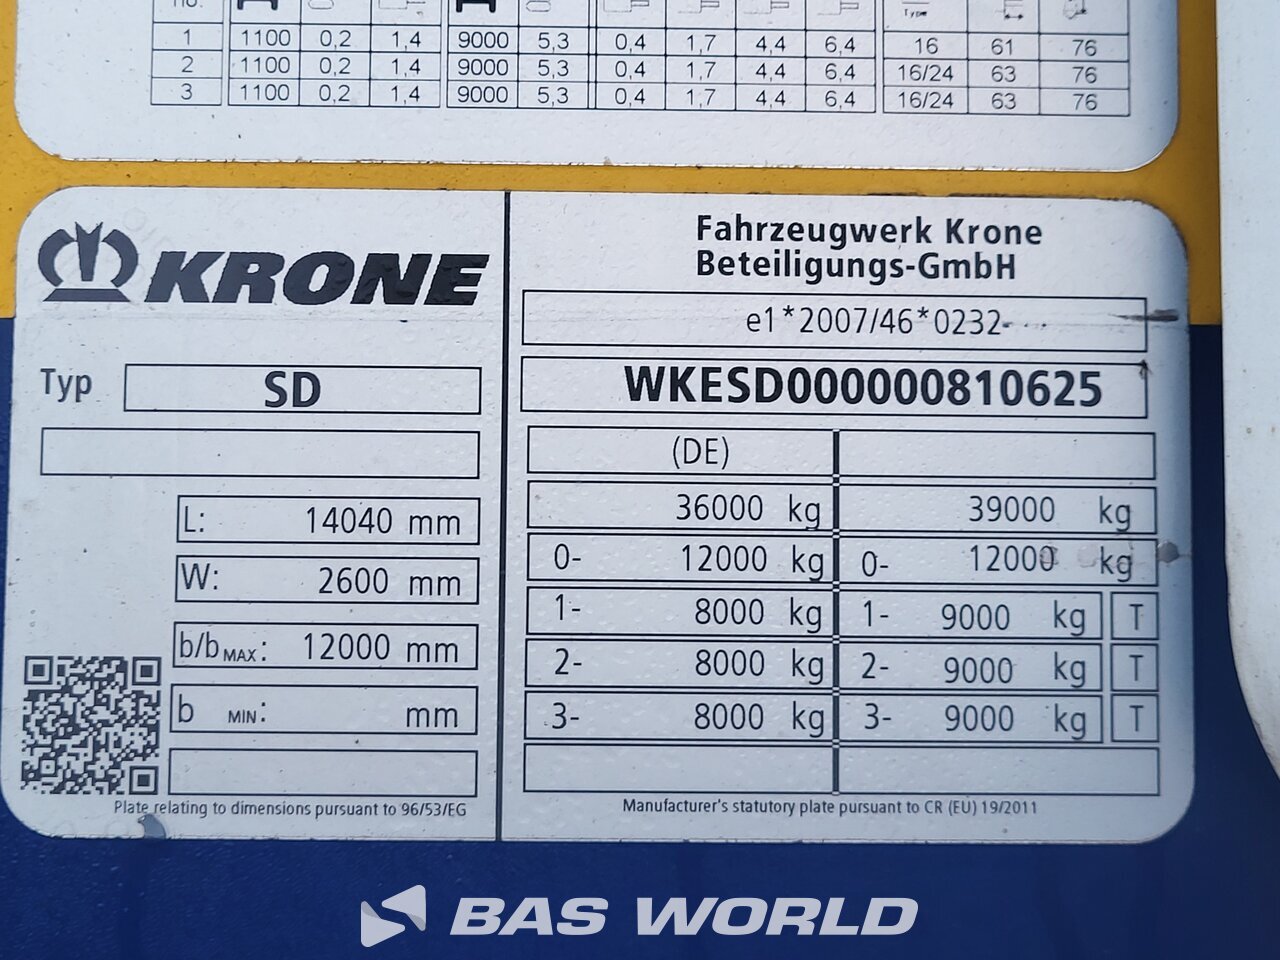 no.
Type
1 1100 0,2 1,4 9000 5,3 0,4 1,7 4,4 6,4 16 61 76
2 1100 0,2 1,4 9000 5,3 0,4 1,7 4,4 6,4 16/24 63 76
3 1100 0,2 1,4 9000 5,3 0,4 1,7 4,4 6,4 16/24 63 76
KRONE
Typ SD
L: 14040 mm
W: 2600 mm
b/b MAX: 12000 mm
b MIN: mm
Plate relating to dimensions pursuant to 96/53/EG
Fahrzeugwerk Krone
Beteiligungs-GmbH
e1*2007/46*0232-
WKESD000000810625
(DE)
36000 kg 39000 kg
0- 12000 kg 0- 12000 kg
1- 8000 kg 1- 9000 kg T
2- 8000 kg 2- 9000 kg T
3- 8000 kg 3- 9000 kg T
Manufacturer's statutory plate pursuant to CR (EU) 19/2011
BAS WORLD